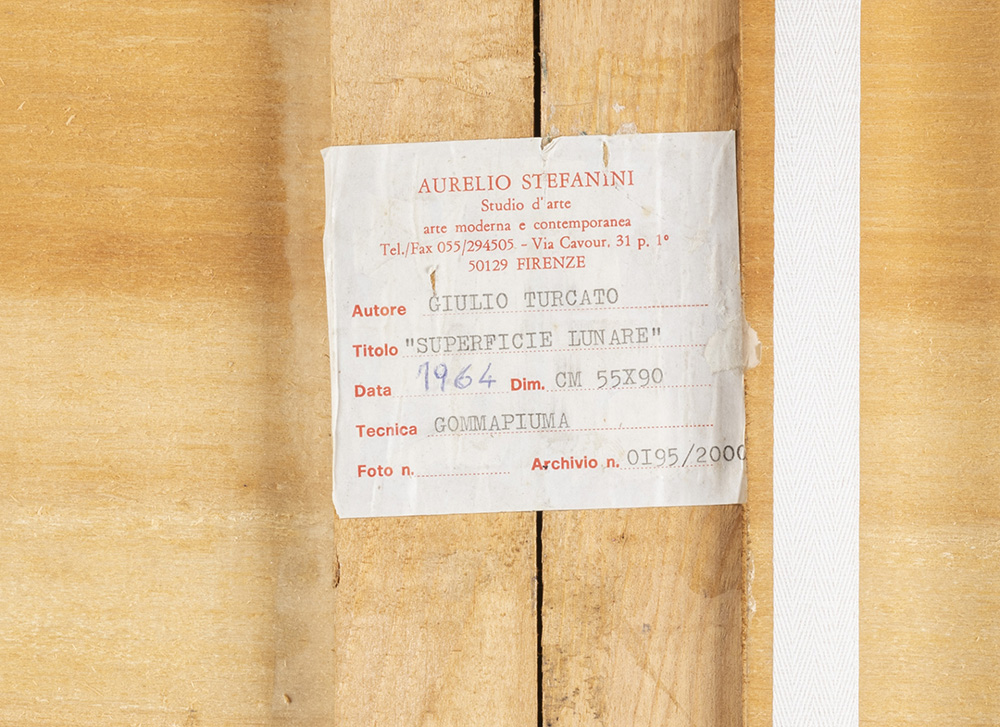 AURELIO STEFANINI
Studio d'arte
arte moderna e contemporanea
Tel./Fax 055/294505 - Via Cavour, 31 p. 1°
50129 FIRENZE
Autore GIULIO TURCATO
Titolo "SUPERFICIE LUNARE"
Data 1964 Dim. CM 55X90
Tecnica GOMMAPIUMA
Foto n. Archivio n. 0I95/2000